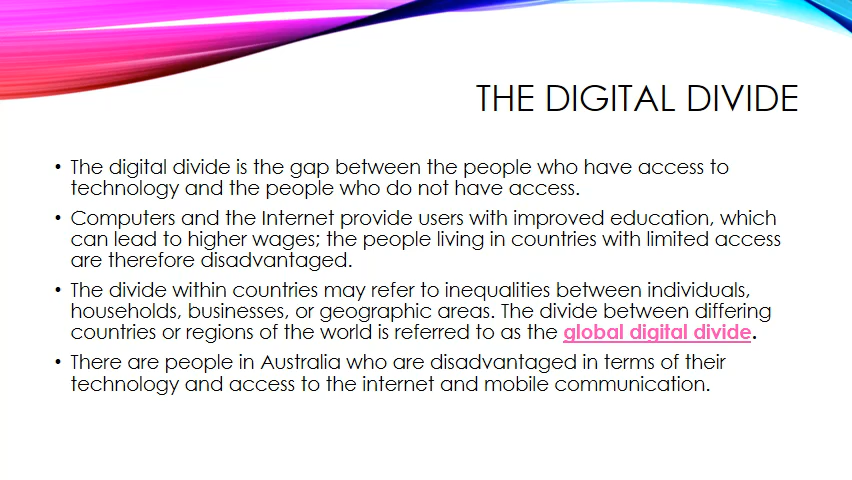 THE DIGITAL DIVIDE
• The digital divide is the gap between the people who have access to
technology and the people who do not have access.
• Computers and the Internet provide users with improved education, which
can lead to higher wages; the people living in countries with limited access
are therefore disadvantaged.
• The divide within countries may refer to inequalities between individuals,
households, businesses, or geographic areas. The divide between differing
countries or regions of the world is referred to as the global digital divide.
• There are people in Australia who are disadvantaged in terms of their
technology and access to the internet and mobile communication.